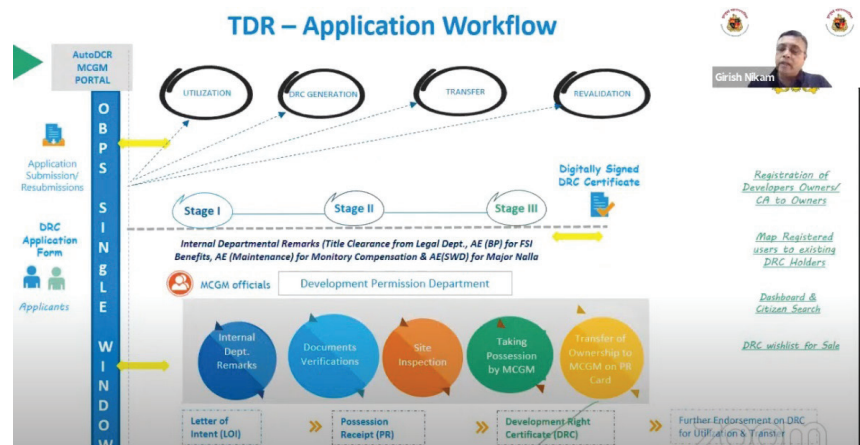 TDR – Application Workflow
AutoDCR
MCGM
PORTAL
Girish Nikam
UTILIZATION
DRC GENERATION
TRANSFER
REVALIDATION
OBPS SINGLE WINDOW
Application
Submission/
Resubmissions
DRC
Application
Form
Applicants
Stage I
Stage II
Stage III
Digitally Signed
DRC Certificate
Internal Departmental Remarks (Title Clearance from Legal Dept., AE (BP) for FSI
Benefits, AE (Maintenance) for Monitory Compensation & AE(SWD) for Major Nalla
MCGM officials
Development Permission Department
Internal
Dept.
Remarks
Documents
Verifications
Site
Inspection
Taking
Possession
by MCGM
Transfer of
Ownership to
MCGM on PR
Card
Letter of
Intent (LOI)
Possession
Receipt (PR)
Development Right
Certificate (DRC)
Further Endorsement on DRC
for Utilization & Transfer
Registration of
Developers Owners/
CA to Owners
Map Registered
users to existing
DRC Holders
Dashboard &
Citizen Search
DRC wishlist for Sale
zoom